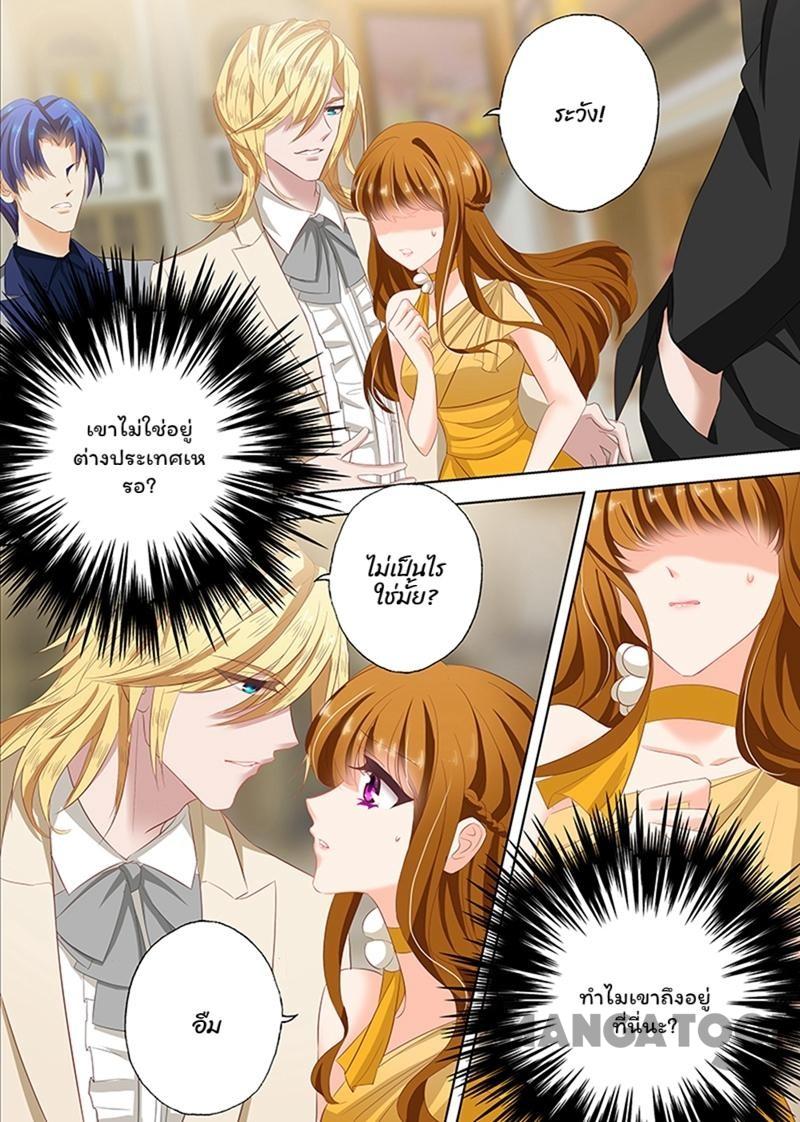 ระวัง!
เขาไม่ใช่อยู่
ต่างประเทศเห
รอ?
ไม่เป็นไร
ใช่มั้ย?
ทำไมเขาถึงอยู่
ที่นี่นะ?
อืม
MANGATOON